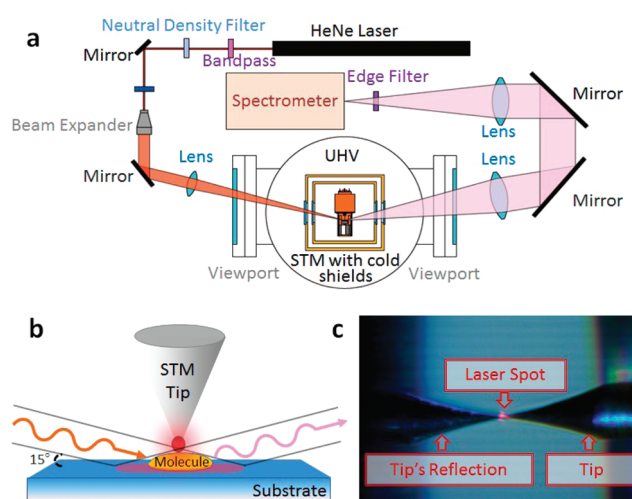 a
Neutral Density Filter
HeNe Laser
Mirror
Bandpass
Edge Filter
Spectrometer
Mirror
Beam Expander
Lens
Lens
UHV
Lens
Mirror
Mirror
STM with cold
shields
Viewport
Viewport
b
STM
Tip
15°
Molecule
Substrate
c
Laser Spot
Tip's Reflection
Tip